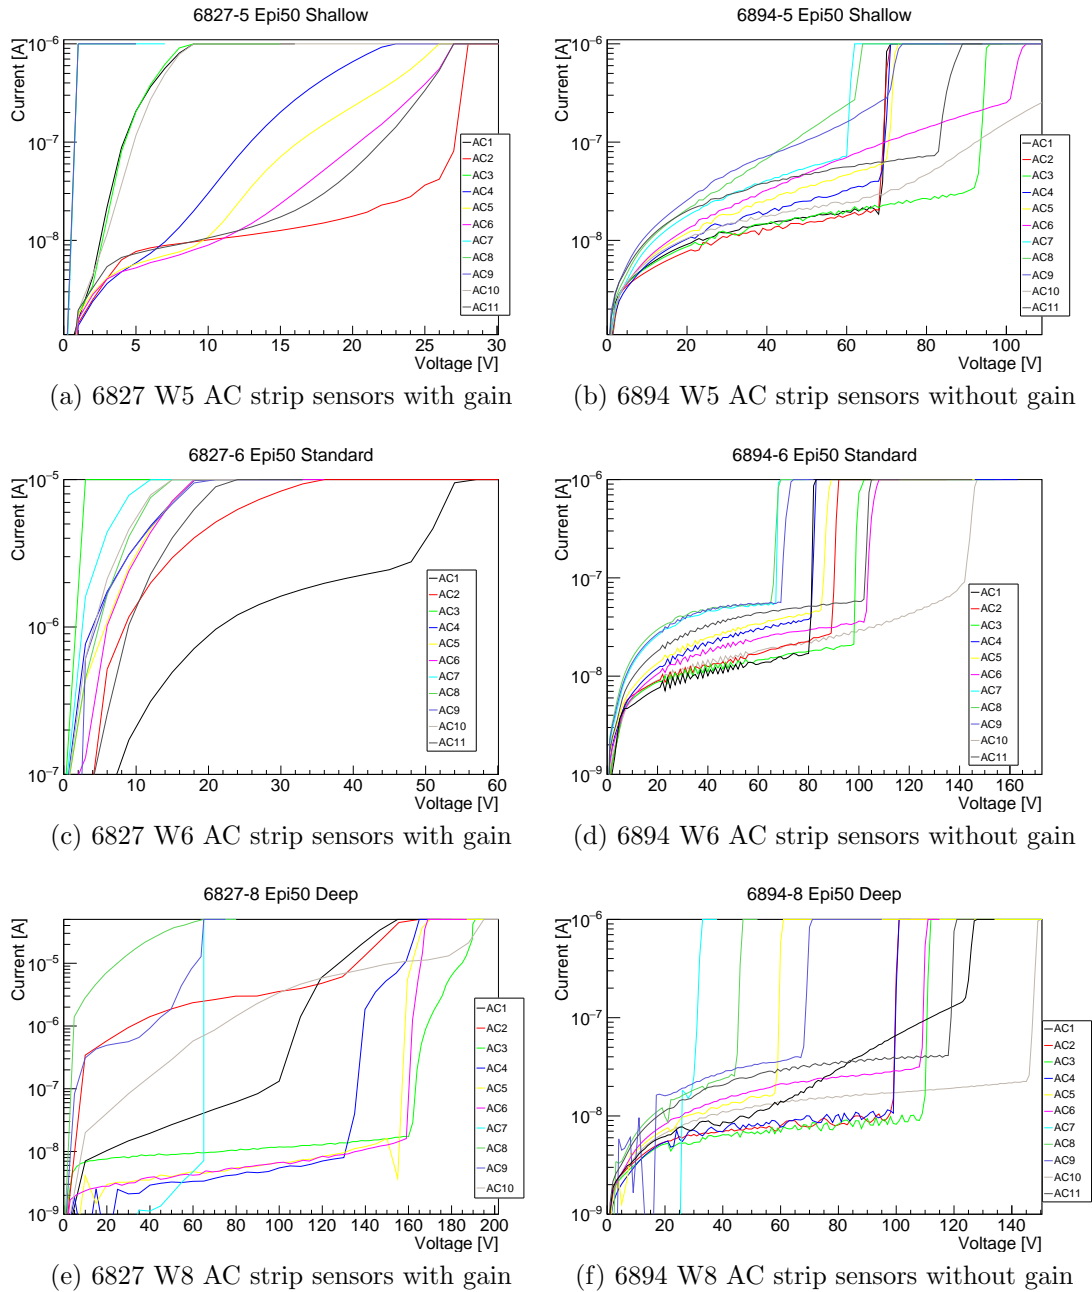 6827-5 Epi50 Shallow
Current [A]
10⁻⁶
10⁻⁷
10⁻⁸
AC1
AC2
AC3
AC4
AC5
AC6
AC7
AC8
AC9
AC10
AC11
0 5 10 15 20 25 30
Voltage [V]
(a) 6827 W5 AC strip sensors with gain
6894-5 Epi50 Shallow
Current [A]
10⁻⁶
10⁻⁷
10⁻⁸
AC1
AC2
AC3
AC4
AC5
AC6
AC7
AC8
AC9
AC10
AC11
0 20 40 60 80 100
Voltage [V]
(b) 6894 W5 AC strip sensors without gain
6827-6 Epi50 Standard
Current [A]
10⁻⁵
10⁻⁶
10⁻⁷
AC1
AC2
AC3
AC4
AC5
AC6
AC7
AC8
AC9
AC10
AC11
0 10 20 30 40 50 60
Voltage [V]
(c) 6827 W6 AC strip sensors with gain
6894-6 Epi50 Standard
Current [A]
10⁻⁶
10⁻⁷
10⁻⁸
10⁻⁹
AC1
AC2
AC3
AC4
AC5
AC6
AC7
AC8
AC9
AC10
AC11
0 20 40 60 80 100 120 140 160
Voltage [V]
(d) 6894 W6 AC strip sensors without gain
6827-8 Epi50 Deep
Current [A]
10⁻⁵
10⁻⁶
10⁻⁷
10⁻⁸
10⁻⁹
AC1
AC2
AC3
AC4
AC5
AC6
AC7
AC8
AC9
AC10
0 20 40 60 80 100 120 140 160 180 200
Voltage [V]
(e) 6827 W8 AC strip sensors with gain
6894-8 Epi50 Deep
Current [A]
10⁻⁶
10⁻⁷
10⁻⁸
10⁻⁹
AC1
AC2
AC3
AC4
AC5
AC6
AC7
AC8
AC9
AC10
AC11
0 20 40 60 80 100 120 140
Voltage [V]
(f) 6894 W8 AC strip sensors without gain